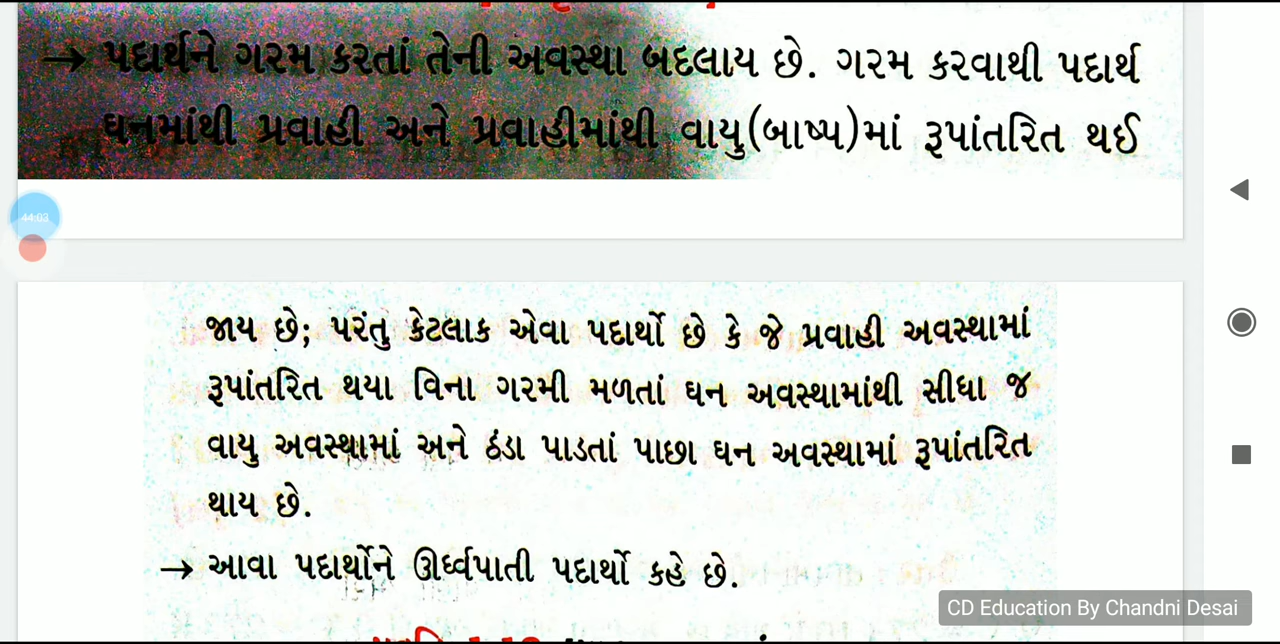 → પદાર્થને ગરમ કરતાં તેની અવસ્થા બદલાય છે. ગરમ કરવાથી પદાર્થ
ઘનમાંથી પ્રવાહી અને પ્રવાહીમાંથી વાયુ(બાષ્પ)માં રૂપાંતરિત થઈ
44:03
જાય છે; પરંતુ કેટલાક એવા પદાર્થો છે કે જે પ્રવાહી અવસ્થામાં
રૂપાંતરિત થયા વિના ગરમી મળતાં ઘન અવસ્થામાંથી સીધા જ
વાયુ અવસ્થામાં અને ઠંડા પાડતાં પાછા ઘન અવસ્થામાં રૂપાંતરિત
થાય છે.
→ આવા પદાર્થોને ઊર્ધ્વપાતી પદાર્થો કહે છે.
CD Education By Chandni Desai